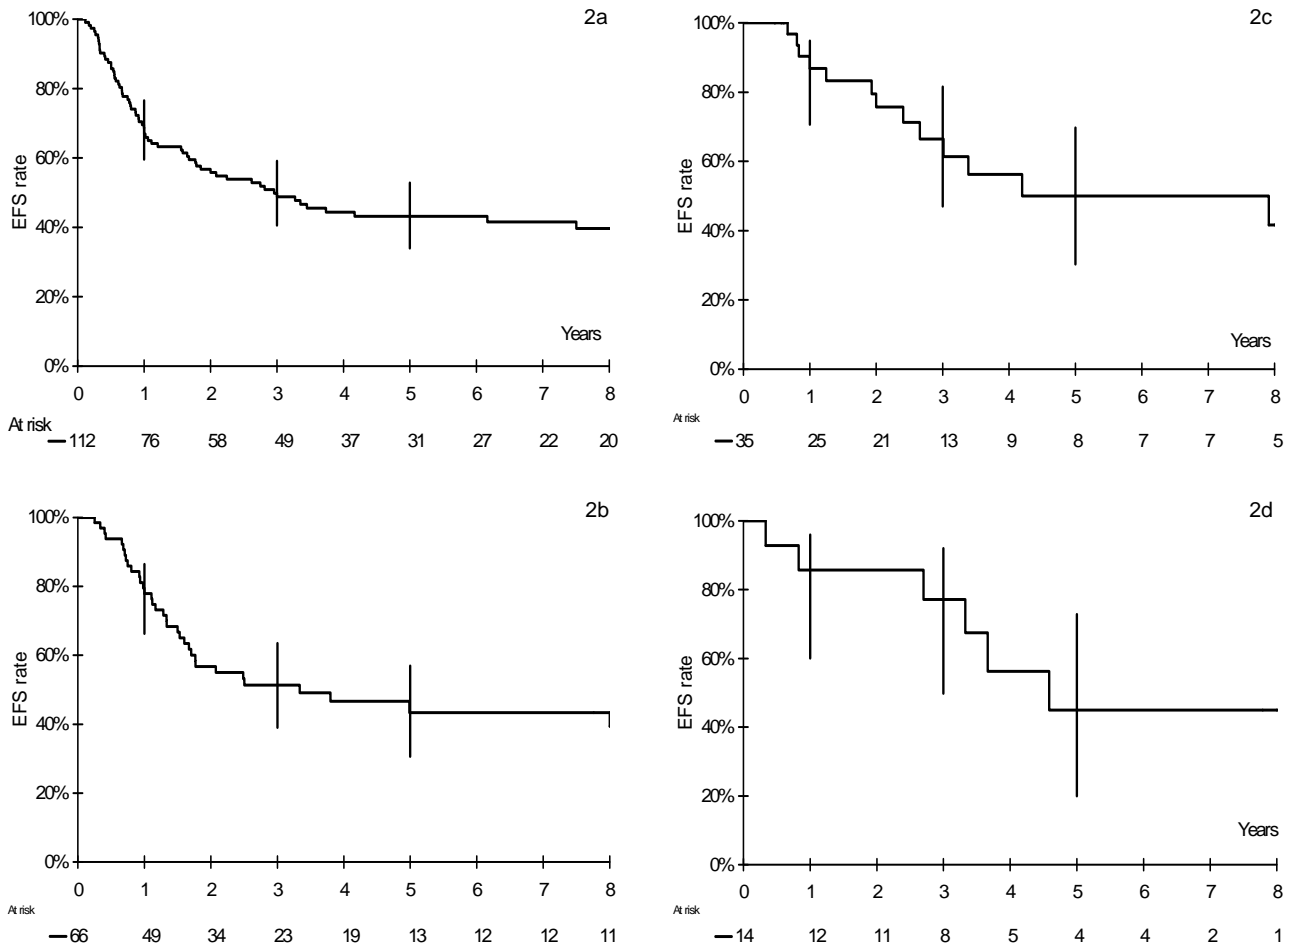 2a
100%
80%
60%
40%
20%
0%
EFS rate
Years
0 1 2 3 4 5 6 7 8
At risk
112 76 58 49 37 31 27 22 20
2c
100%
80%
60%
40%
20%
0%
EFS rate
Years
0 1 2 3 4 5 6 7 8
At risk
35 25 21 13 9 8 7 7 5
2b
100%
80%
60%
40%
20%
0%
EFS rate
0 1 2 3 4 5 6 7 8
At risk
66 49 34 23 19 13 12 12 11
2d
100%
80%
60%
40%
20%
0%
EFS rate
Years
0 1 2 3 4 5 6 7 8
At risk
14 12 11 8 5 4 4 2 1